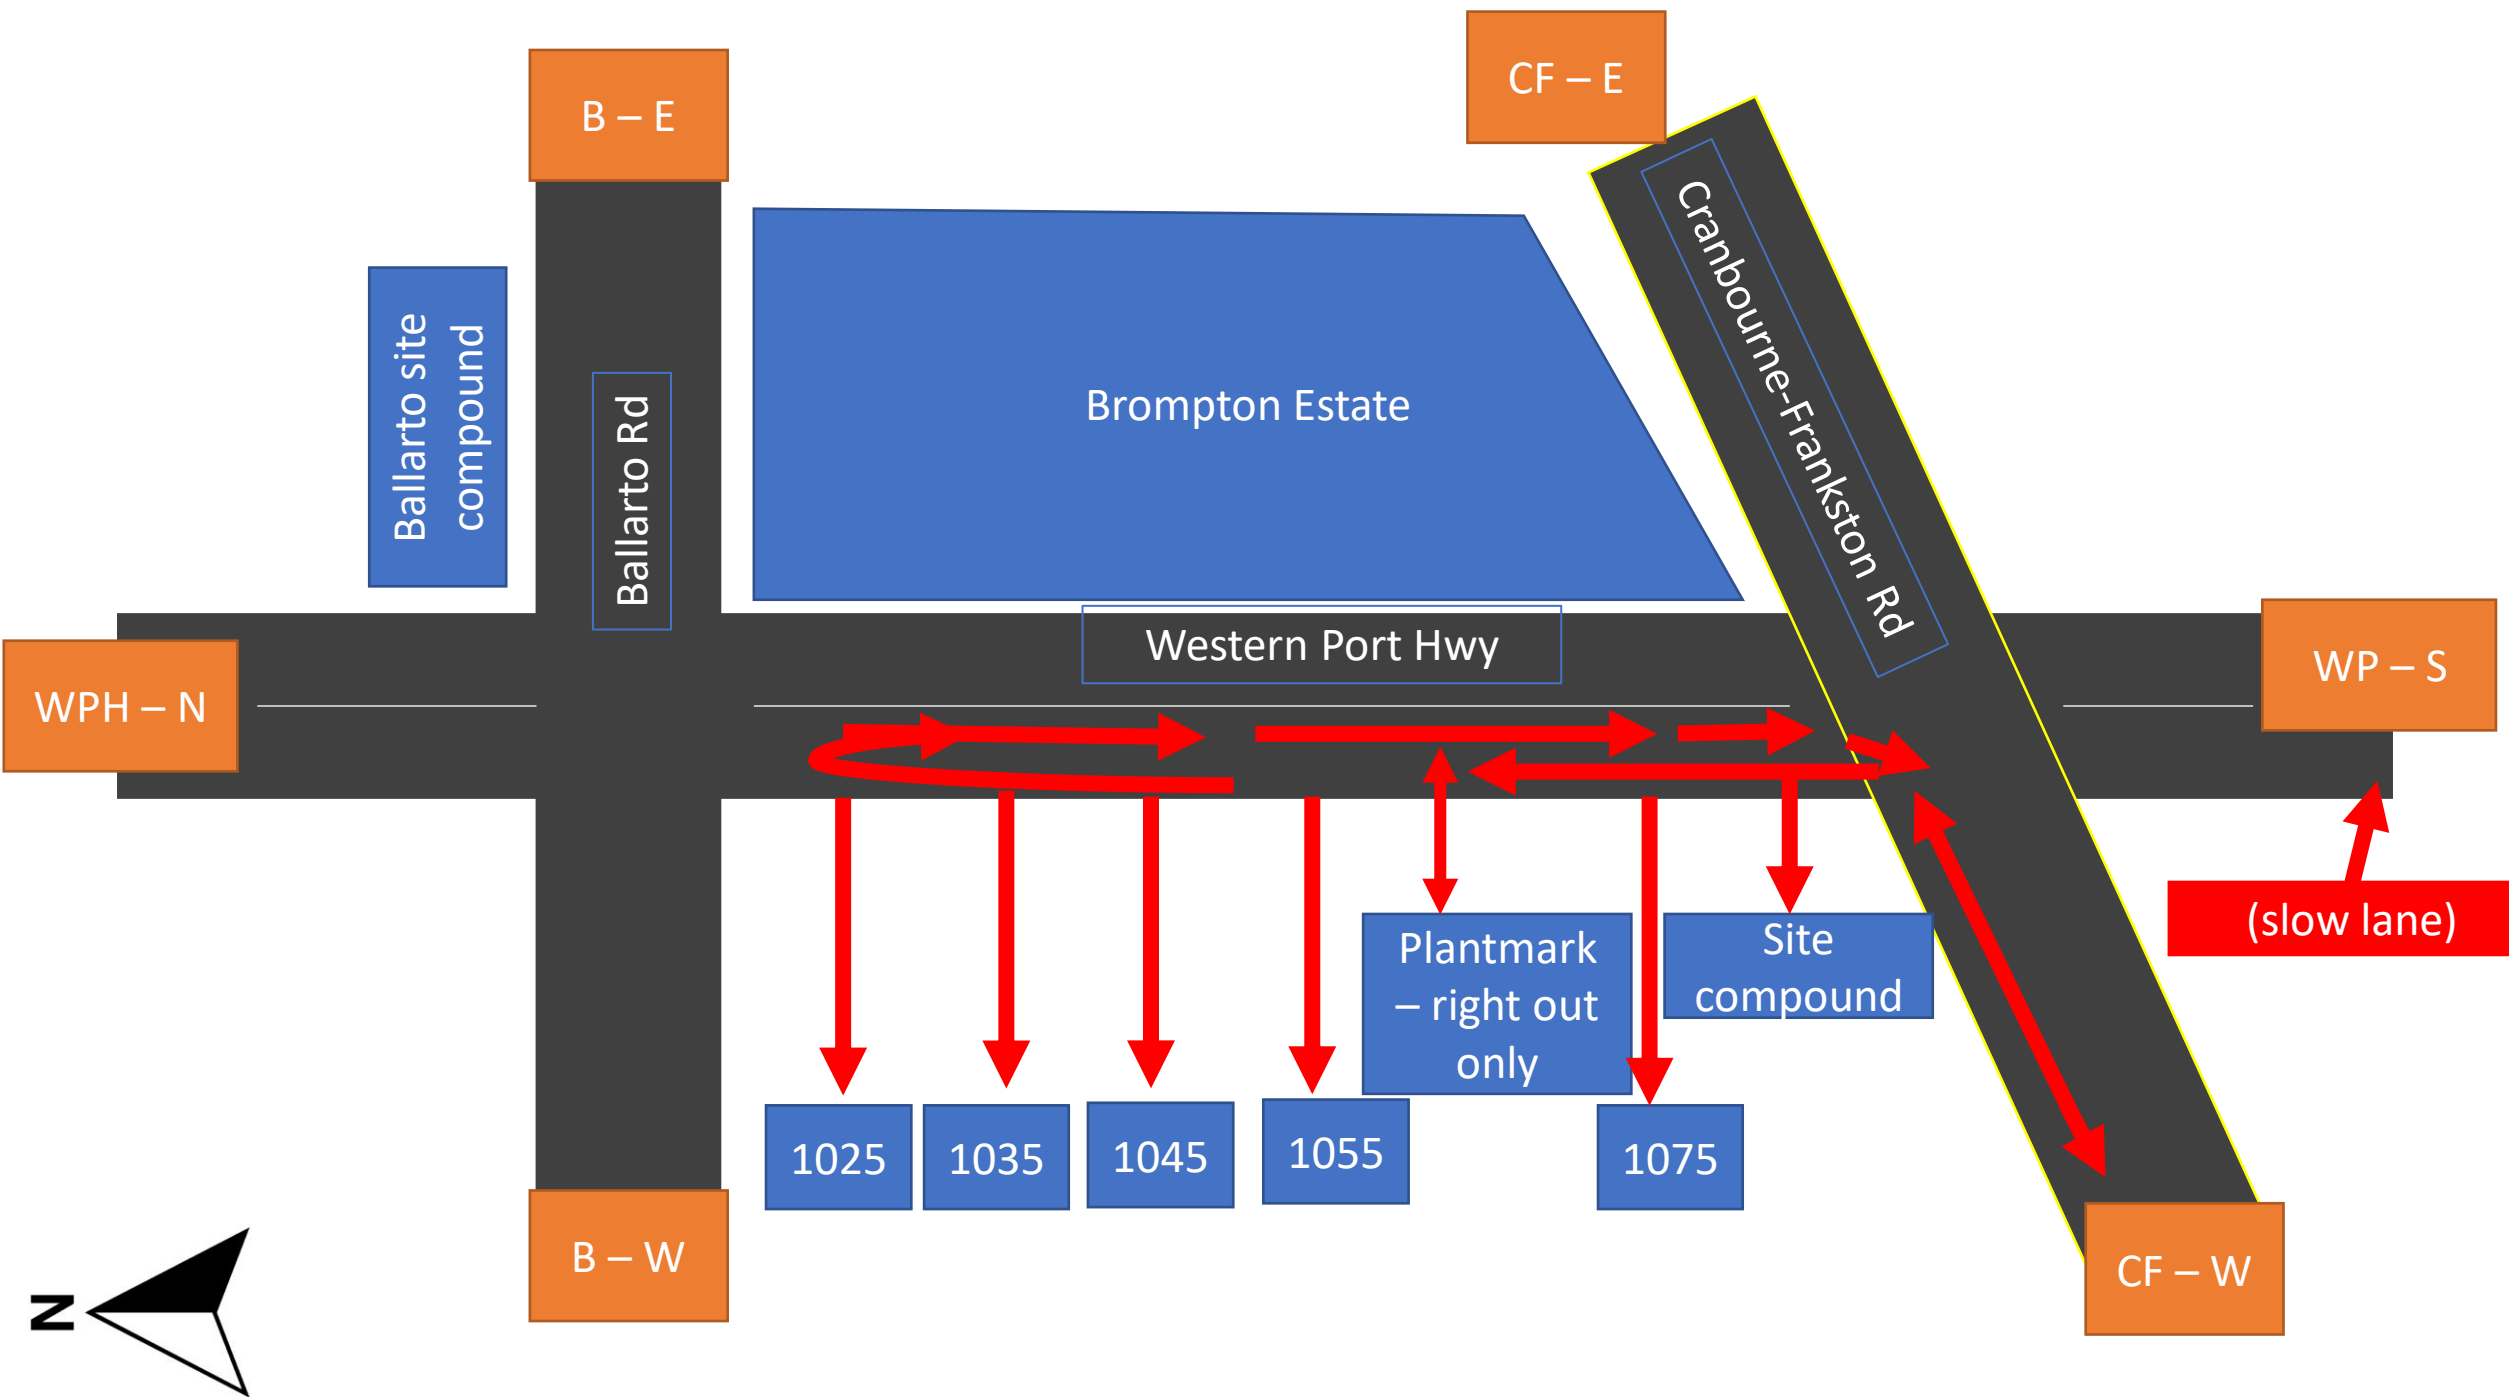 CF – E
B – E
Cranbourne-Frankston Rd
Ballarto site
compound
Ballarto Rd
Brompton Estate
Western Port Hwy
WPH – N
WP – S
(slow lane)
Plantmark
– right out
only
Site
compound
1025
1035
1045
1055
1075
B – W
CF – W
N